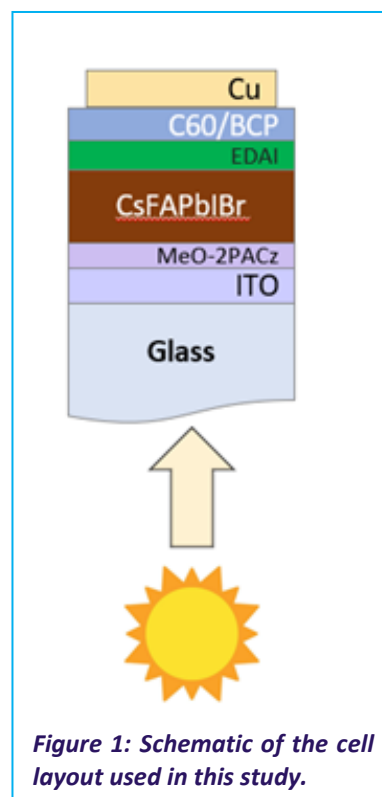 Cu
C60/BCP
EDAI
CsFAPbIBr
MeO-2PACz
ITO
Glass
Figure 1: Schematic of the cell
layout used in this study.